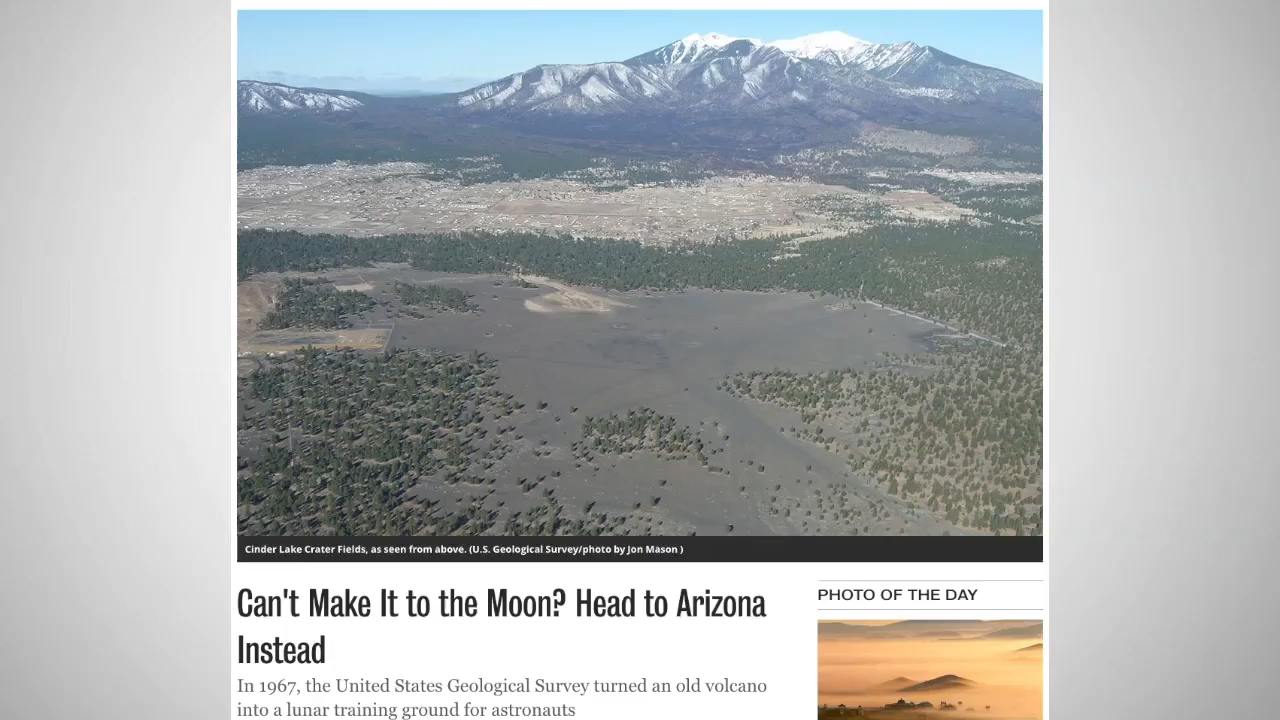 Cinder Lake Crater Fields, as seen from above. (U.S. Geological Survey/photo by Jon Mason )
Can't Make It to the Moon? Head to Arizona
Instead
In 1967, the United States Geological Survey turned an old volcano
into a lunar training ground for astronauts
PHOTO OF THE DAY